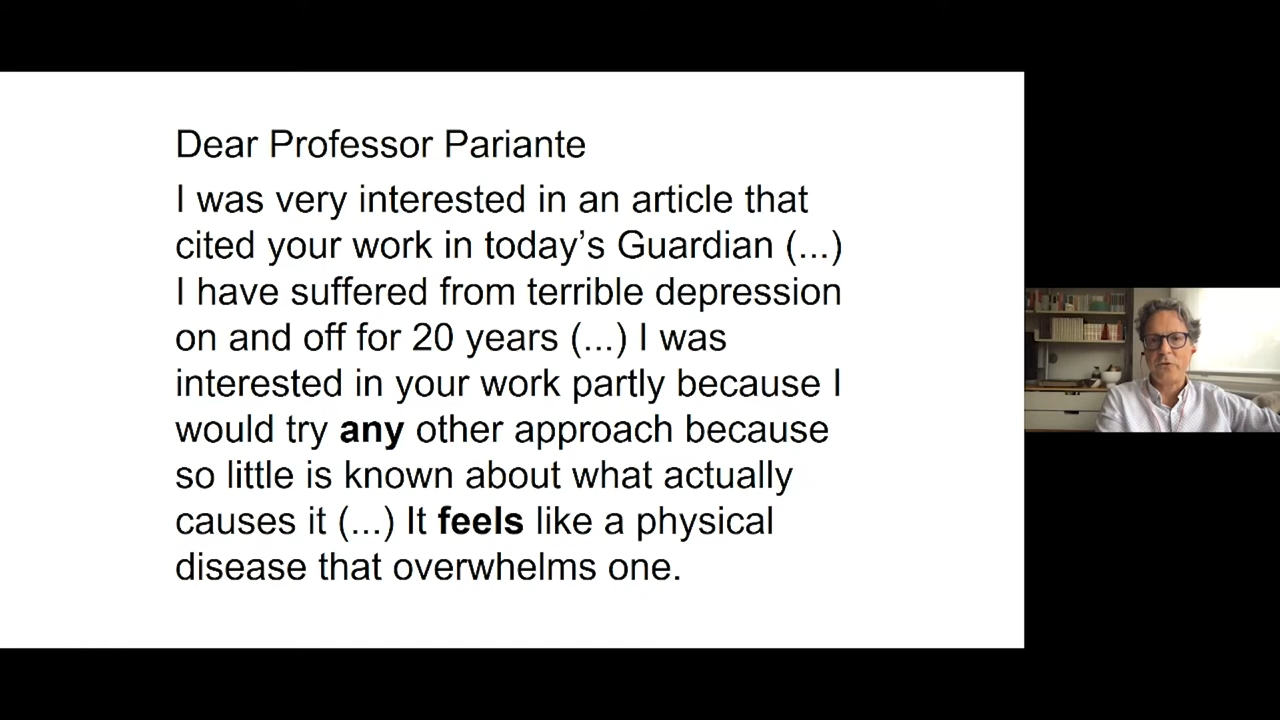 Dear Professor Pariante
I was very interested in an article that
cited your work in today’s Guardian (...)
I have suffered from terrible depression
on and off for 20 years (...) I was
interested in your work partly because I
would try any other approach because
so little is known about what actually
causes it (...) It feels like a physical
disease that overwhelms one.